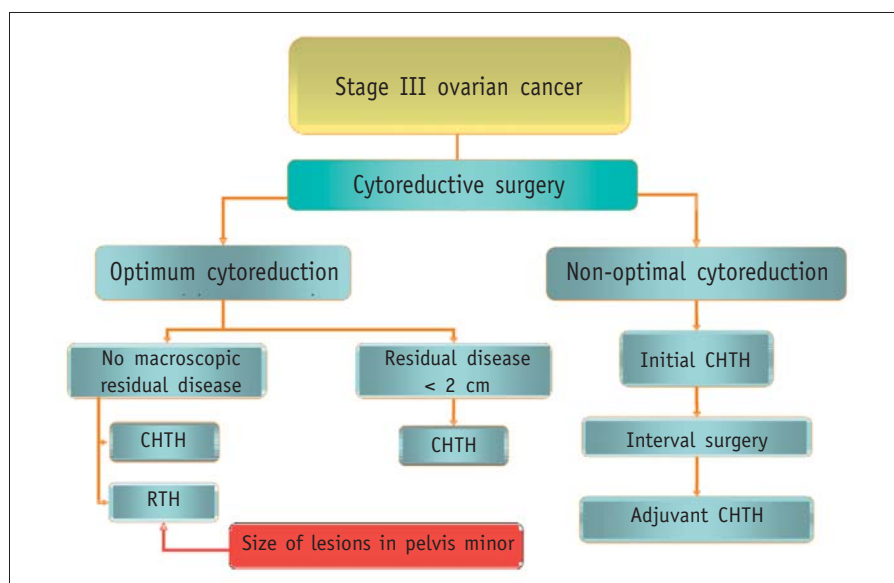 Stage III ovarian cancer
Cytoreductive surgery
Optimum cytoreduction
Non-optimal cytoreduction
No macroscopic
residual disease
Residual disease
< 2 cm
Initial CHTH
CHTH
CHTH
Interval surgery
RTH
Adjuvant CHTH
Size of lesions in pelvis minor